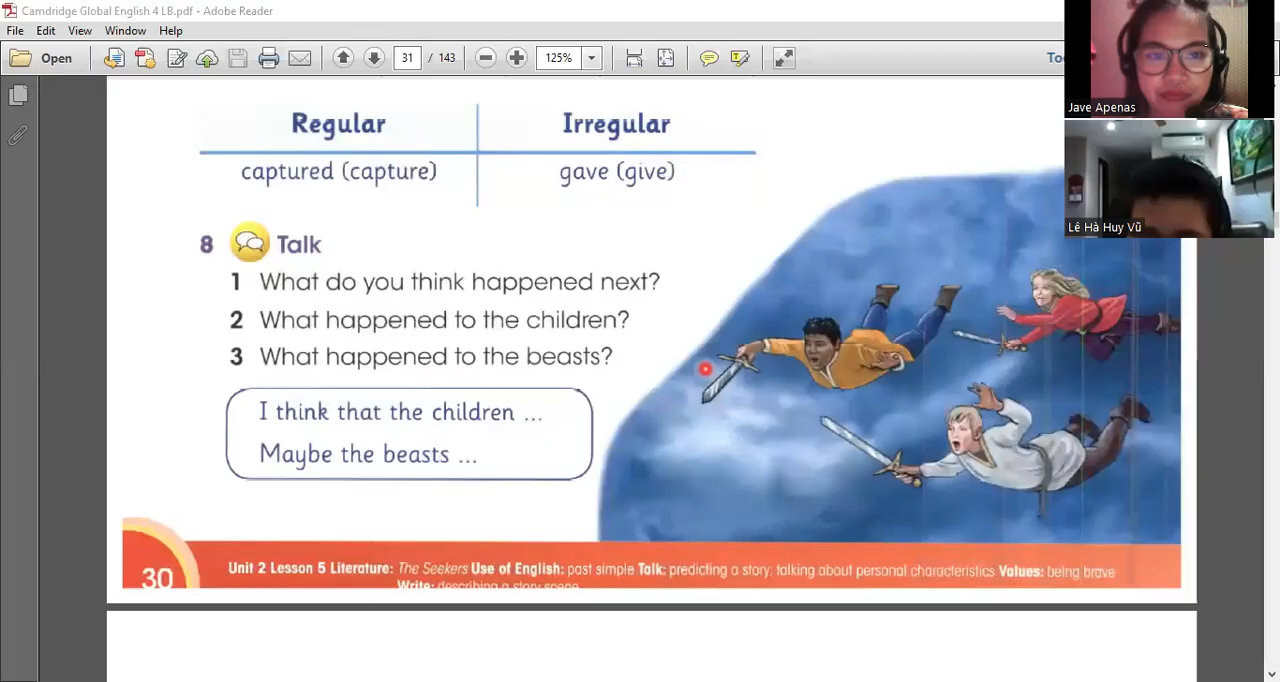 Camdridge Global English 4 LB.pdf - Adobe Reader
File Edit View Window Help
Open 31 / 143 125%
Jave Apenas
Lê Hà Huy Vũ
Regular Irregular
captured (capture) gave (give)
8 Talk
1 What do you think happened next?
2 What happened to the children?
3 What happened to the beasts?
I think that the children ...
Maybe the beasts ...
30 Unit 2 Lesson 5 Literature: The Seekers Use of English: past simple Talk: predicting a story; talking about personal characteristics Values: being brave
Write: describing a story scene